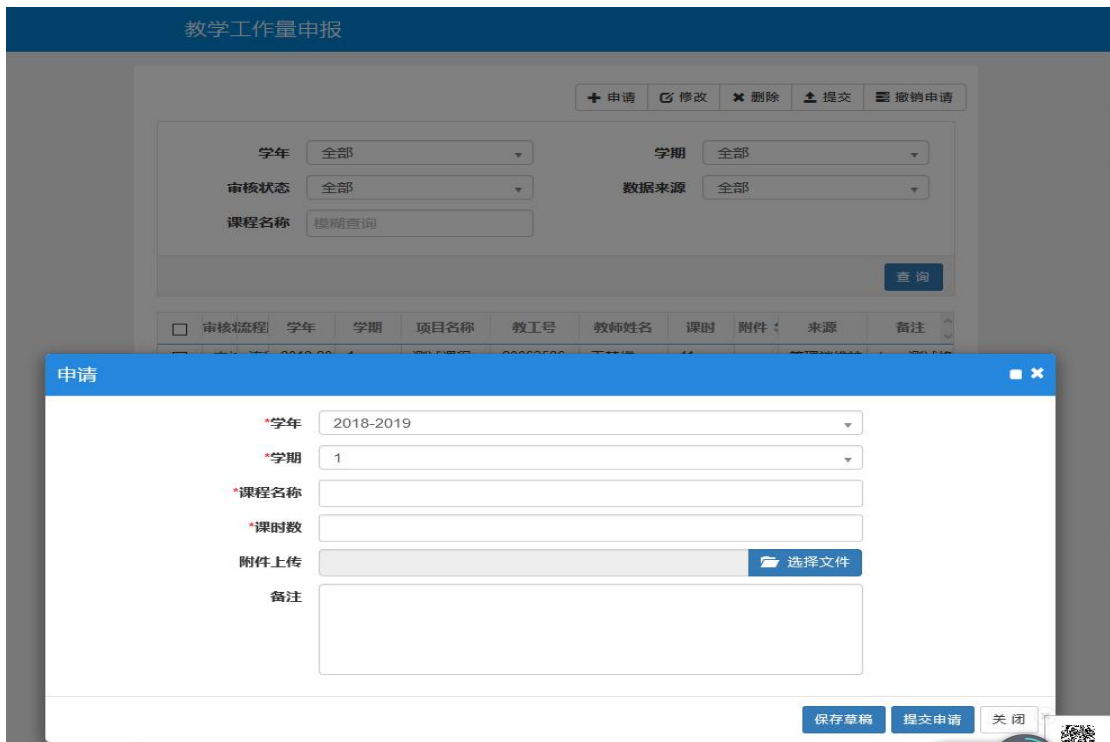 教学工作量申报
申请 修改 删除 提交 撤销申请
学年 全部 学期 全部
审核状态 全部 数据来源 全部
课程名称 模糊查询
查询
学年 学期 项目名称 教工号 教师姓名 课时 附件 来源 备注
申请
*学年 2018-2019
*学期 1
*课程名称
*课时数
附件上传 选择文件
备注
保存草稿 提交申请 关闭